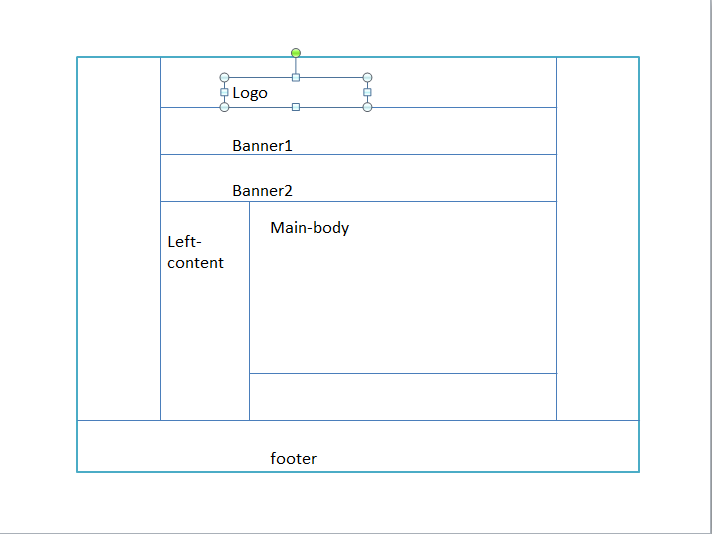 Logo
Banner1
Banner2
Main-body
Left-
content
footer